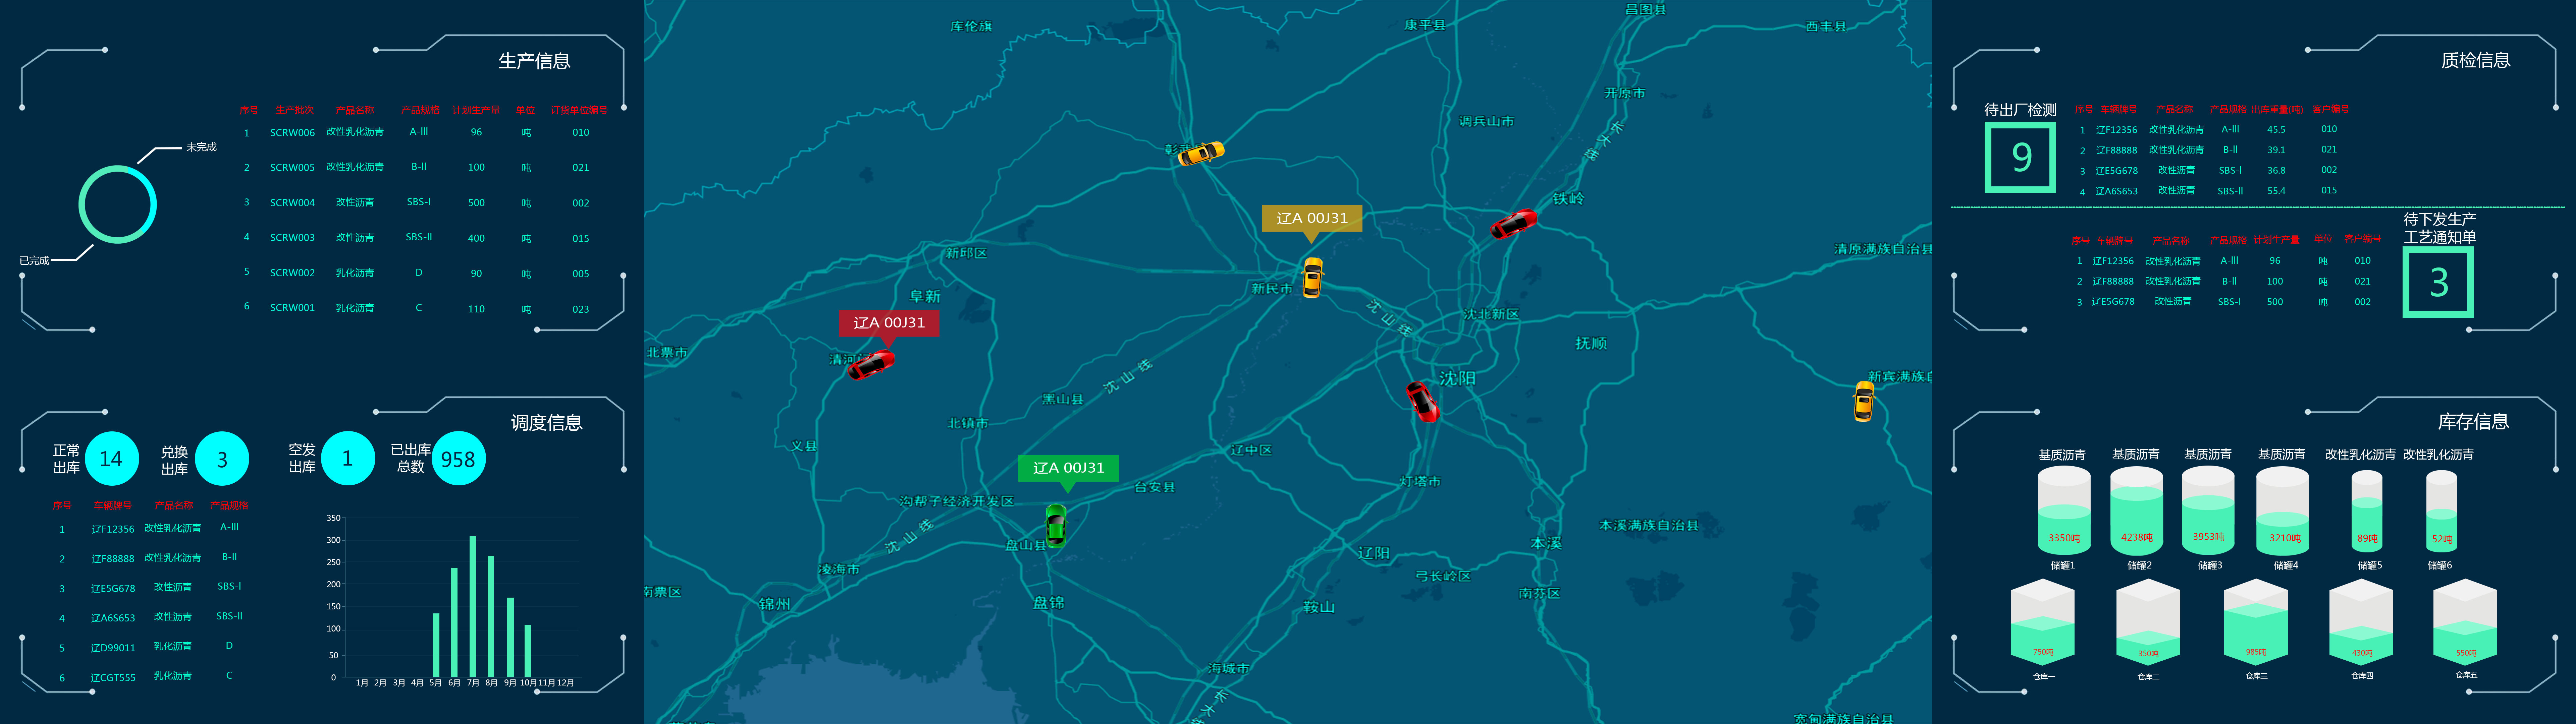 生产信息
未完成
已完成
序号 生产批次 产品名称 产品规格 计划生产量 单位 订货单位编号
1 SCRW006 改性乳化沥青 A-III 96 吨 010
2 SCRW005 改性乳化沥青 B-II 100 吨 021
3 SCRW004 改性沥青 SBS-I 500 吨 002
4 SCRW003 改性沥青 SBS-II 400 吨 015
5 SCRW002 乳化沥青 D 90 吨 005
6 SCRW001 乳化沥青 C 110 吨 023
调度信息
正常出库 14
兑换出库 3
空发出库 1
已出库总数 958
序号 车辆牌号 产品名称 产品规格
1 辽F12356 改性乳化沥青 A-III
2 辽F88888 改性乳化沥青 B-II
3 辽E5G678 改性沥青 SBS-I
4 辽A6S653 改性沥青 SBS-II
5 辽D99011 乳化沥青 D
6 辽CGT555 乳化沥青 C
350
300
250
200
150
100
50
0
1月 2月 3月 4月 5月 6月 7月 8月 9月 10月 11月 12月
库伦旗
康平县
昌图县
西丰县
开原市
调兵山市
长大线
铁岭
辽A 00J31
新邱区
清原满族自治县
阜新
新民市
沈山线
沈北新区
辽A 00J31
清河门
北票市
抚顺
沈阳
沈山线
新宾满族自
黑山县
北镇市
义县
辽中区
辽A 00J31
灯塔市
台安县
沟帮子经济开发区
沈山线
盘山县
本溪满族自治县
本溪
辽阳
凌海市
弓长岭区
南票区
锦州
盘锦
鞍山
南芬区
海城市
长大线
宽甸满族自治县
质检信息
待出厂检测
9
序号 车辆牌号 产品名称 产品规格 出库重量(吨) 客户编号
1 辽F12356 改性乳化沥青 A-III 45.5 010
2 辽F88888 改性乳化沥青 B-II 39.1 021
3 辽E5G678 改性沥青 SBS-I 36.8 002
4 辽A6S653 改性沥青 SBS-II 55.4 015
待下发生产
工艺通知单
3
序号 车辆牌号 产品名称 产品规格 计划生产量 单位 客户编号
1 辽F12356 改性乳化沥青 A-III 96 吨 010
2 辽F88888 改性乳化沥青 B-II 100 吨 021
3 辽E5G678 改性沥青 SBS-I 500 吨 002
库存信息
基质沥青 基质沥青 基质沥青 基质沥青 改性乳化沥青 改性乳化沥青
3350吨 4238吨 3953吨 3210吨 89吨 52吨
储罐1 储罐2 储罐3 储罐4 储罐5 储罐6
750吨 350吨 985吨 430吨 550吨
仓库一 仓库二 仓库三 仓库四 仓库五